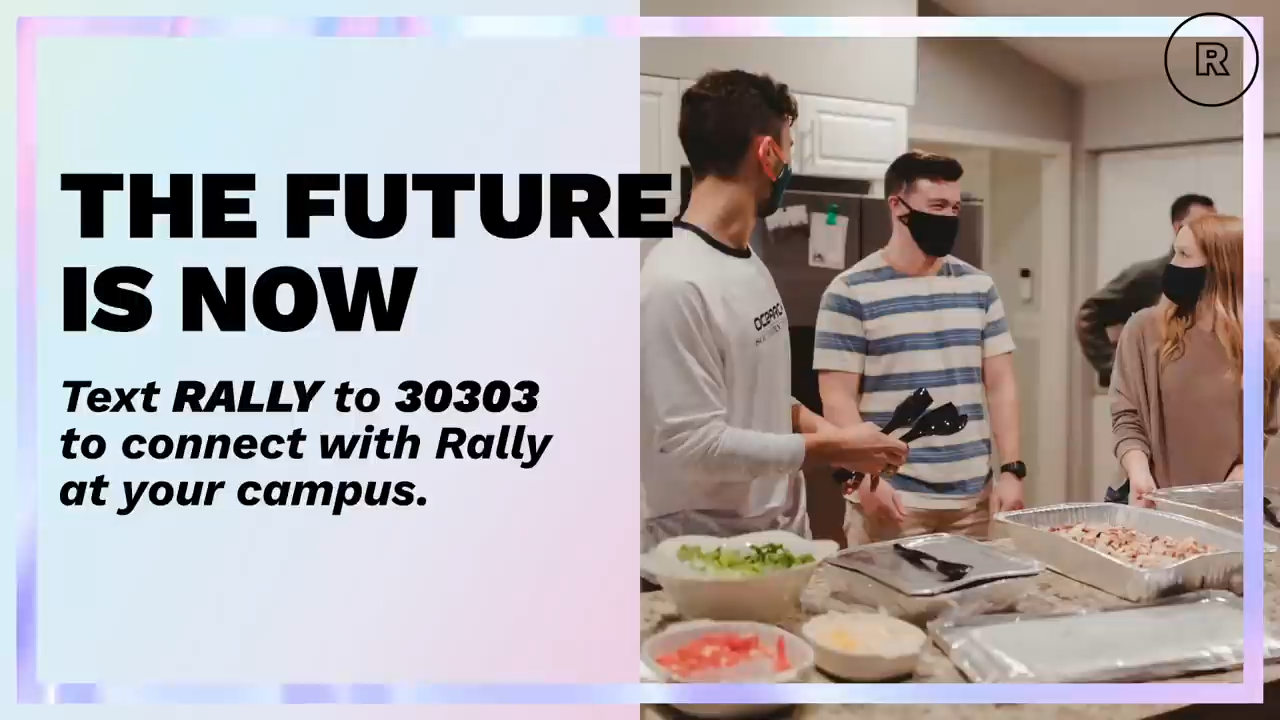 THE FUTURE
IS NOW
Text RALLY to 30303
to connect with Rally
at your campus.
R